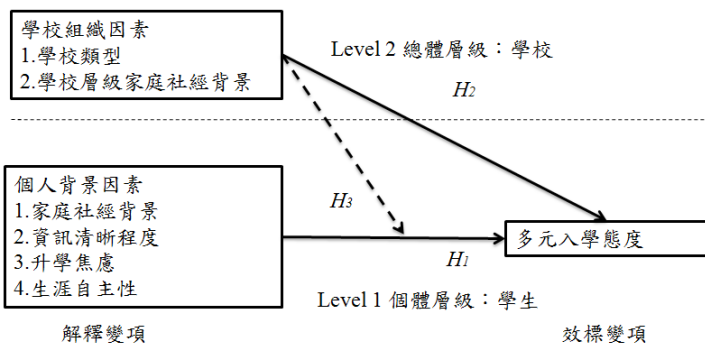 學校組織因素
1.學校類型
2.學校層級家庭社經背景
Level 2 總體層級：學校
H2
個人背景因素
1.家庭社經背景
2.資訊清晰程度
3.升學焦慮
4.生涯自主性
H3
多元入學態度
H1
Level 1 個體層級：學生
解釋變項
效標變項